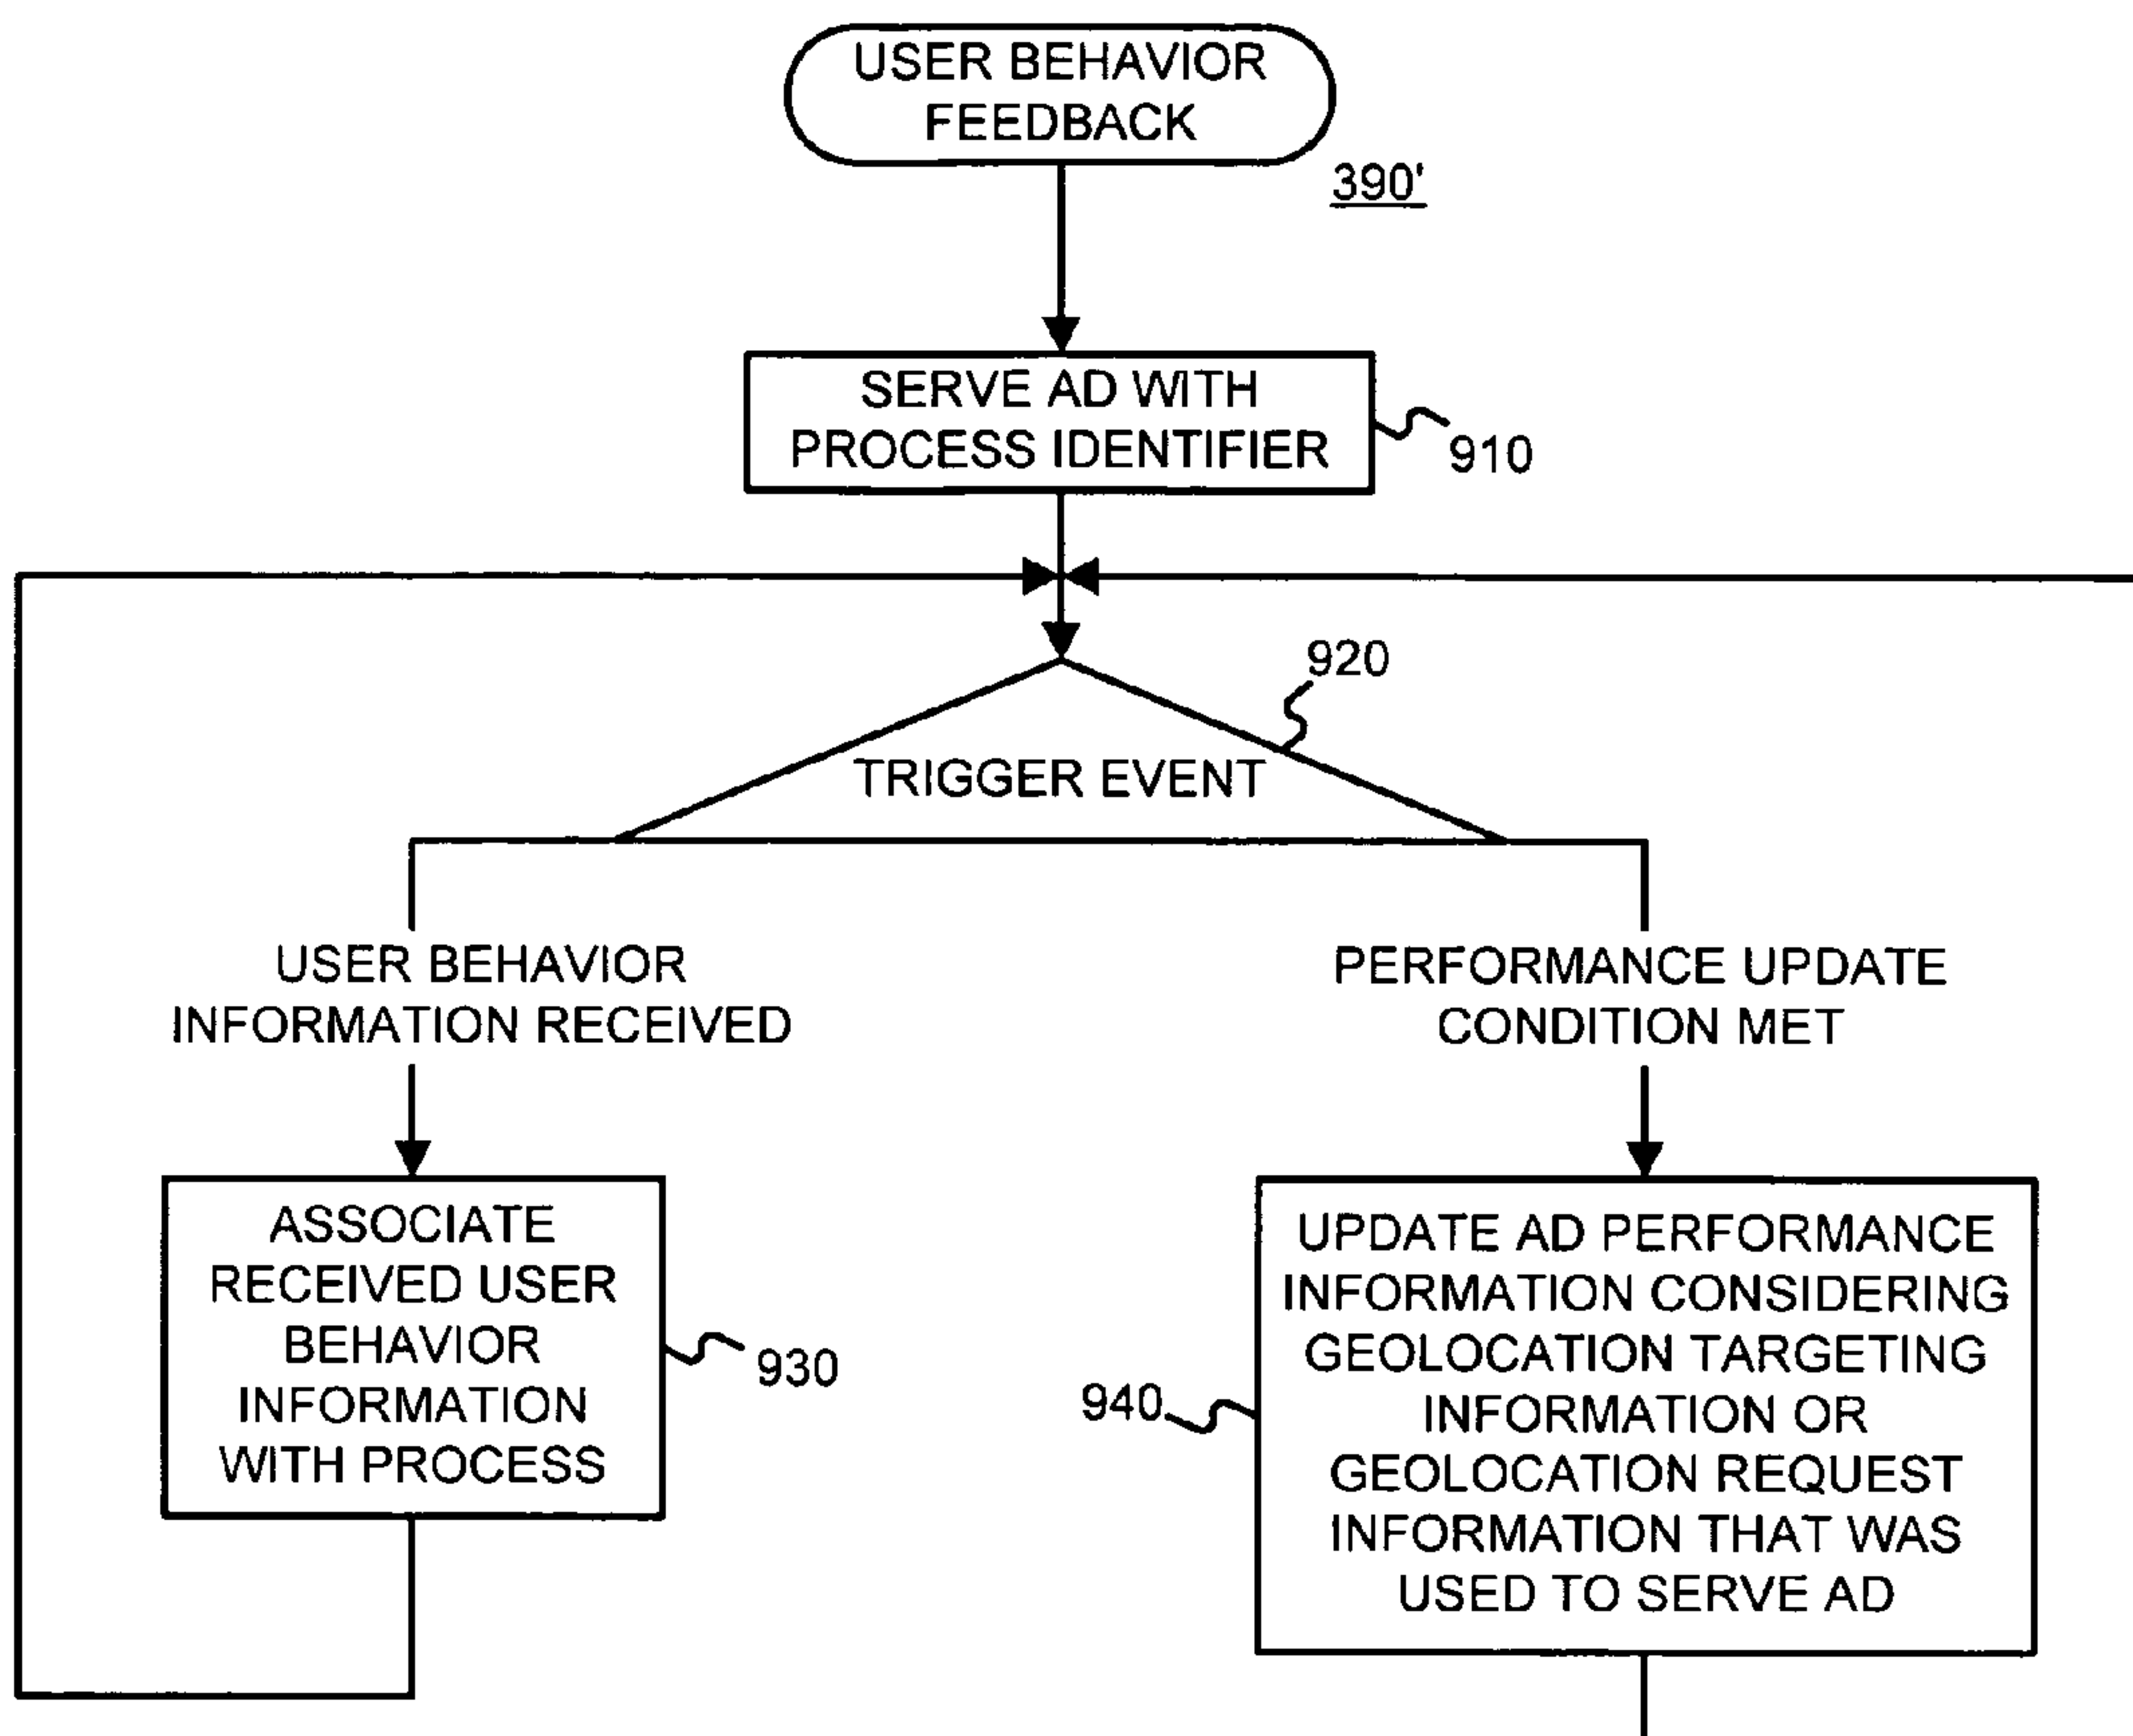 USER BEHAVIOR
FEEDBACK
390'
SERVE AD WITH
PROCESS IDENTIFIER
910
920
TRIGGER EVENT
USER BEHAVIOR
INFORMATION RECEIVED
PERFORMANCE UPDATE
CONDITION MET
ASSOCIATE
RECEIVED USER
BEHAVIOR
INFORMATION
WITH PROCESS
930
940
UPDATE AD PERFORMANCE
INFORMATION CONSIDERING
GEOLOCATION TARGETING
INFORMATION OR
GEOLOCATION REQUEST
INFORMATION THAT WAS
USED TO SERVE AD